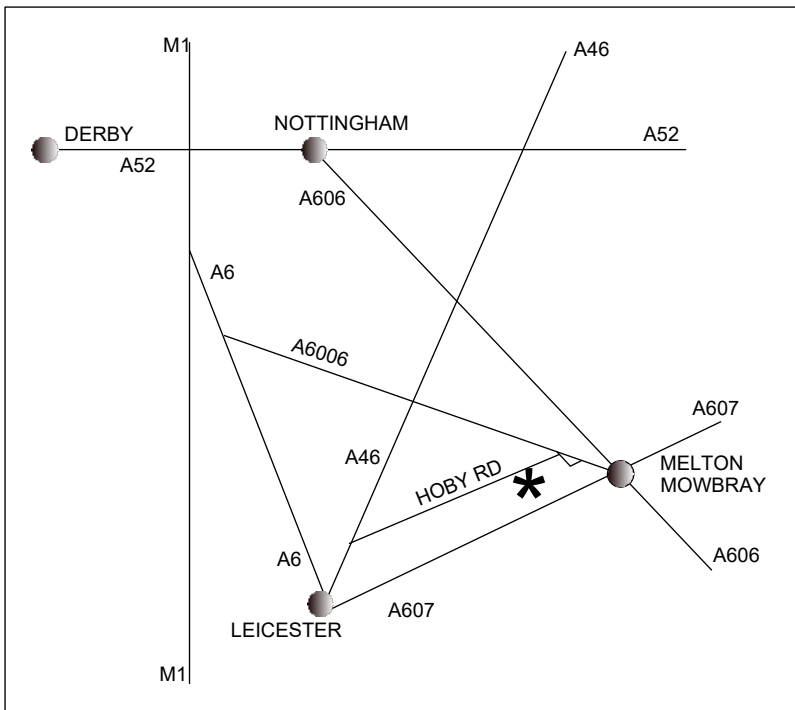 M1
A46
DERBY
NOTTINGHAM
A52
A52
A606
A6
A6006
A607
A46
HOBY RD
*
MELTON
MOWBRAY
A6
A606
A607
LEICESTER
M1